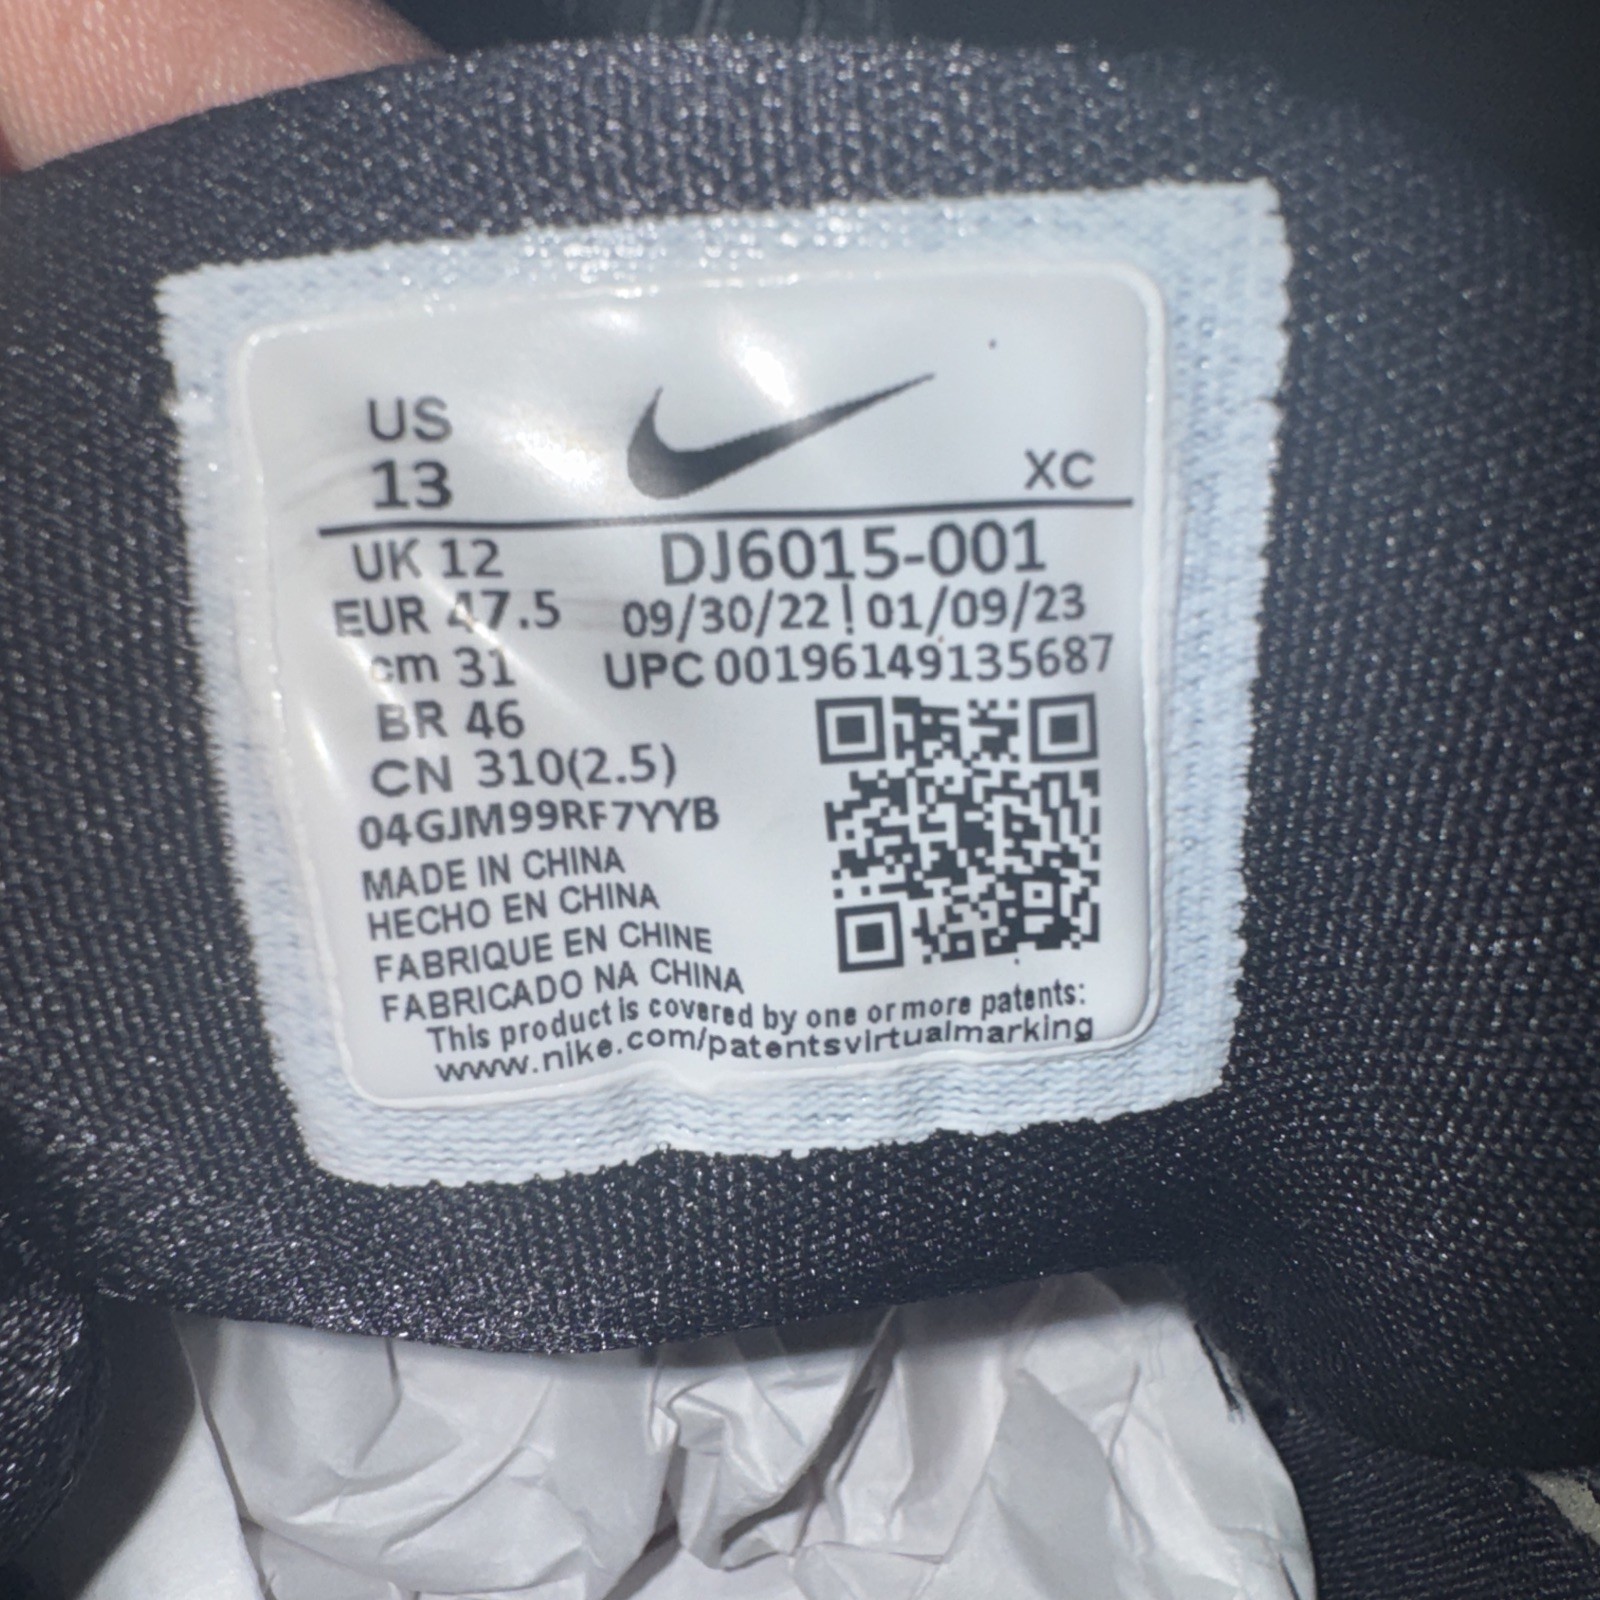 US
13
XC
UK 12
DJ6015-001
EUR 47.5
09/30/22 | 01/09/23
cm 31
UPC 00196149135687
BR 46
CN 310(2.5)
04GJM99RF7YYB
MADE IN CHINA
HECHO EN CHINA
FABRIQUE EN CHINE
FABRICADO NA CHINA
This product is covered by one or more patents:
www.nike.com/patentsvirtualmarking